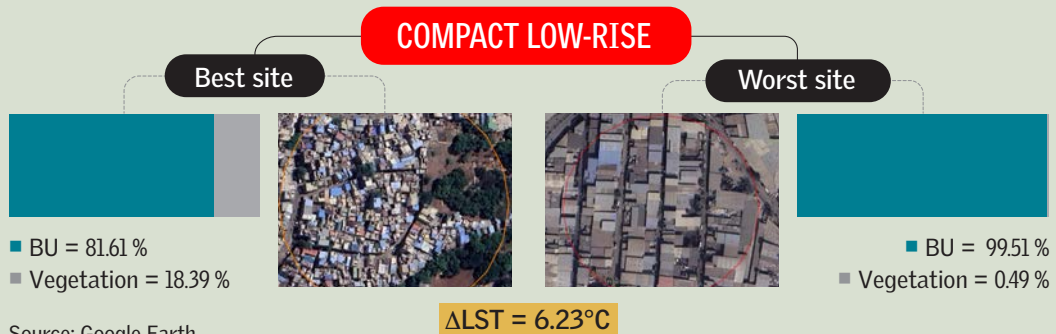 COMPACT LOW-RISE
Best site
Worst site
BU = 81.61 %
Vegetation = 18.39 %
BU = 99.51 %
Vegetation = 0.49 %
ΔLST = 6.23°C
Source: Google Earth